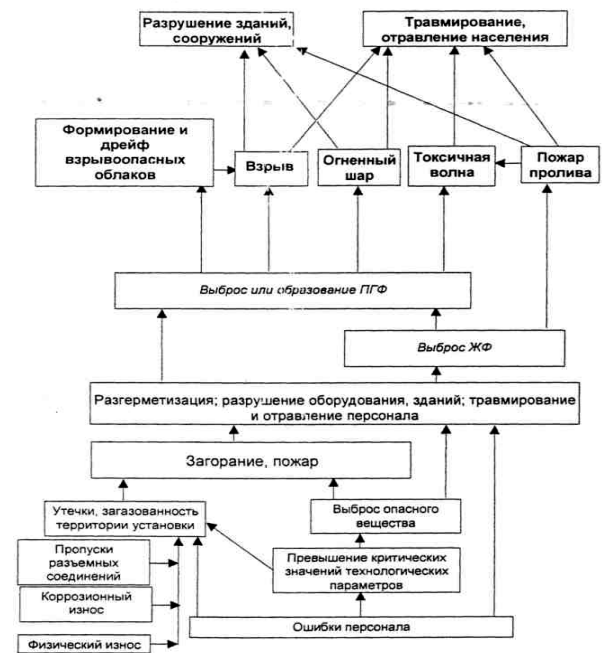 Разрушение зданий,
сооружений
Травмирование,
отравление населения
Формирование и
дрейф
взрывоопасных
облаков
Взрыв
Огненный
шар
Токсичная
волна
Пожар
пролива
Выброс или образование ПГФ
Выброс ЖФ
Разгерметизация; разрушение оборудования, зданий; травмирование
и отравление персонала
Загорание, пожар
Утечки, загазованность
территории установки
Выброс опасного
вещества
Пропуски
разъемных
соединений
Превышение критических
значений технологических
параметров
Коррозионный
износ
Ошибки персонала
Физический износ